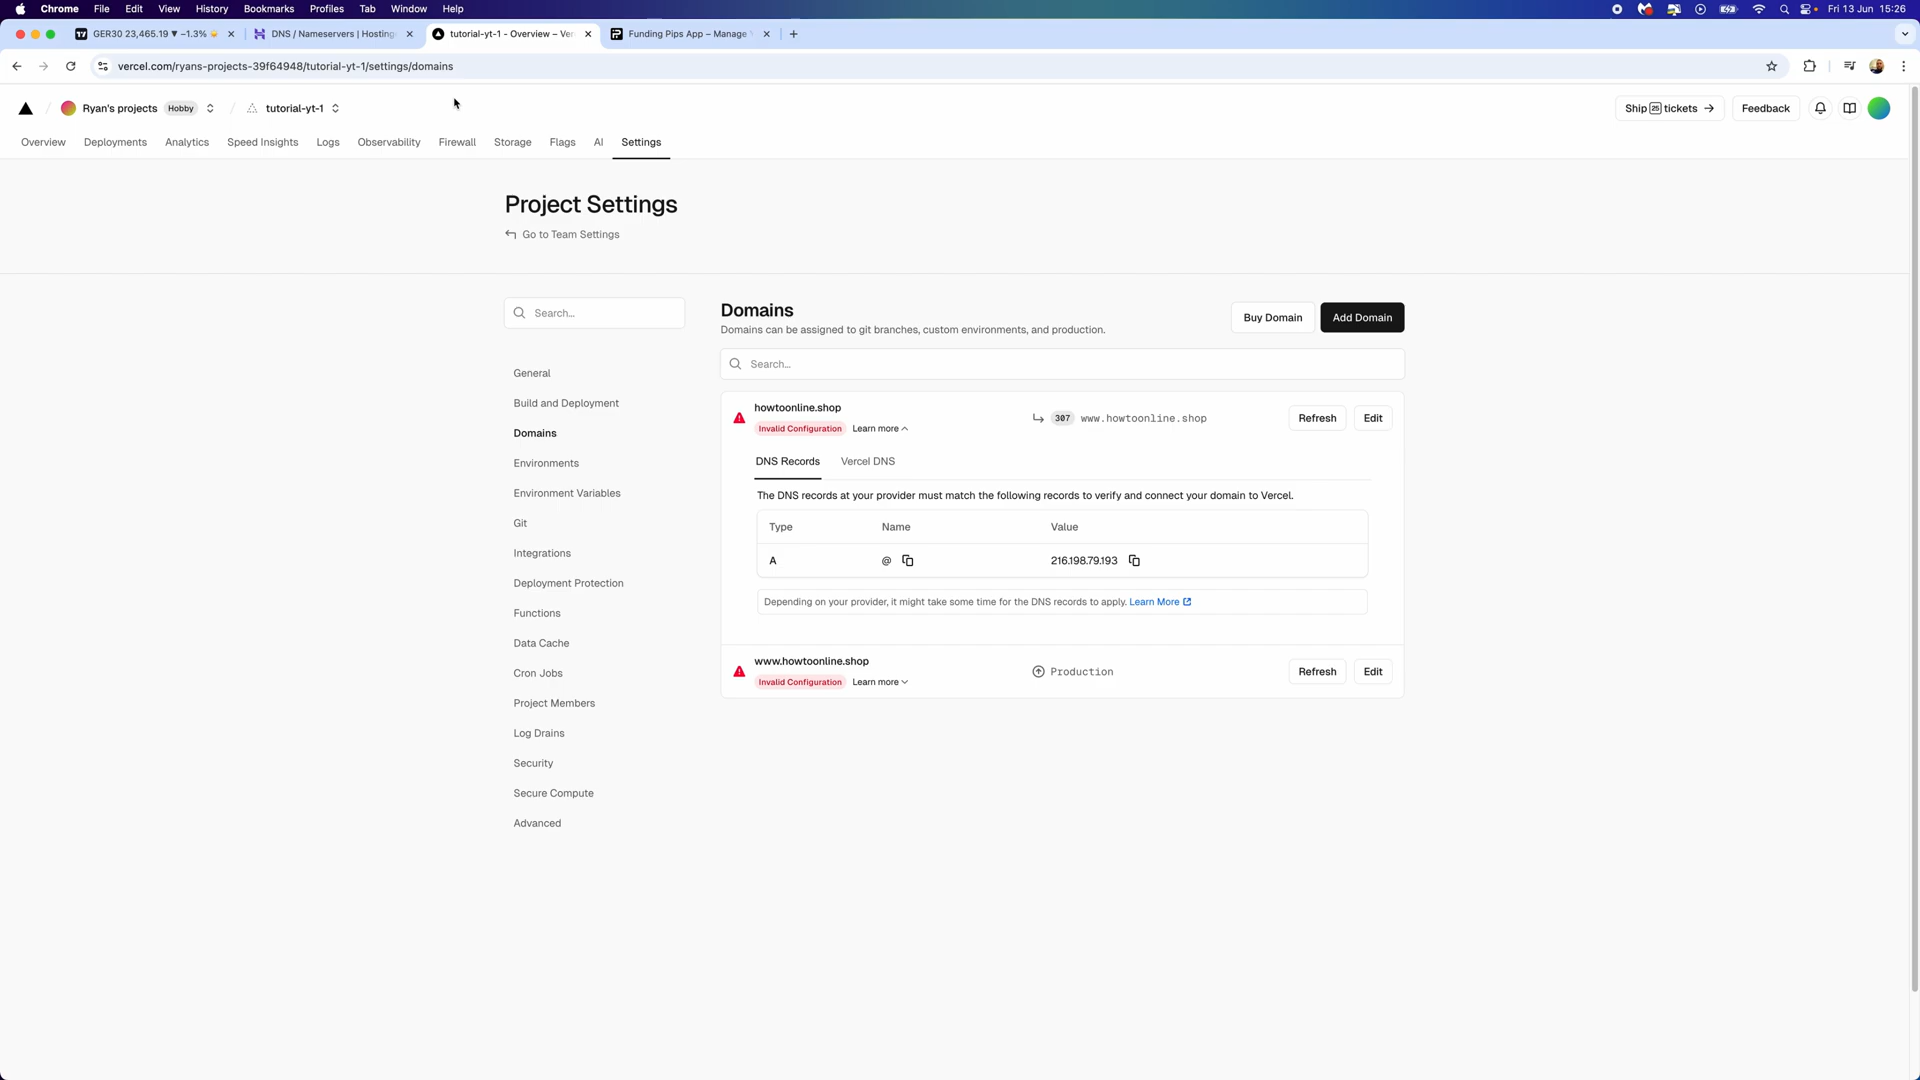 Chrome File Edit View History Bookmarks Profiles Tab Window Help Fri 13 Jun 15:26
GER30 23,465.19 ▼ −1.3% DNS / Nameservers | Hosting tutorial-yt-1 - Overview – Ve Funding Pips App – Manage
vercel.com/ryans-projects-39f64948/tutorial-yt-1/settings/domains
Ryan's projects Hobby tutorial-yt-1 Ship 25 tickets → Feedback
Overview Deployments Analytics Speed Insights Logs Observability Firewall Storage Flags AI Settings
Project Settings
Go to Team Settings
Search...
Domains
Domains can be assigned to git branches, custom environments, and production.
Buy Domain Add Domain
Search...
General
Build and Deployment
Domains
Environments
Environment Variables
Git
Integrations
Deployment Protection
Functions
Data Cache
Cron Jobs
Project Members
Log Drains
Security
Secure Compute
Advanced
howtoonline.shop
Invalid Configuration Learn more
307 www.howtoonline.shop
Refresh Edit
DNS Records Vercel DNS
The DNS records at your provider must match the following records to verify and connect your domain to Vercel.
Type Name Value
A @ 216.198.79.193
Depending on your provider, it might take some time for the DNS records to apply. Learn More
www.howtoonline.shop
Invalid Configuration Learn more
Production
Refresh Edit